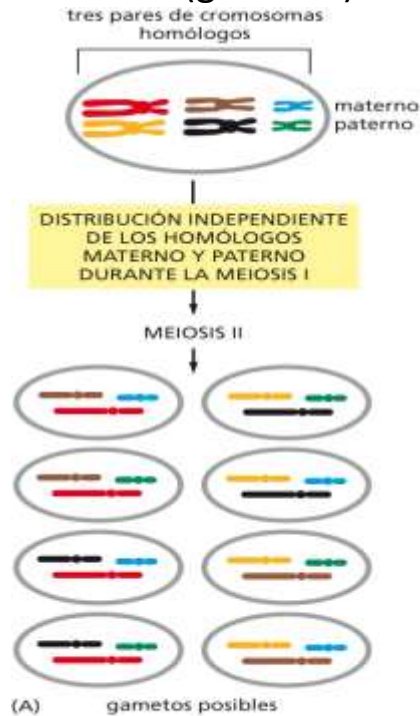 tres pares de cromosomas
homólogos
materno
paterno
DISTRIBUCIÓN INDEPENDIENTE
DE LOS HOMÓLOGOS
MATERNO Y PATERNO
DURANTE LA MEIOSIS I
MEIOSIS II
(A) gametos posibles